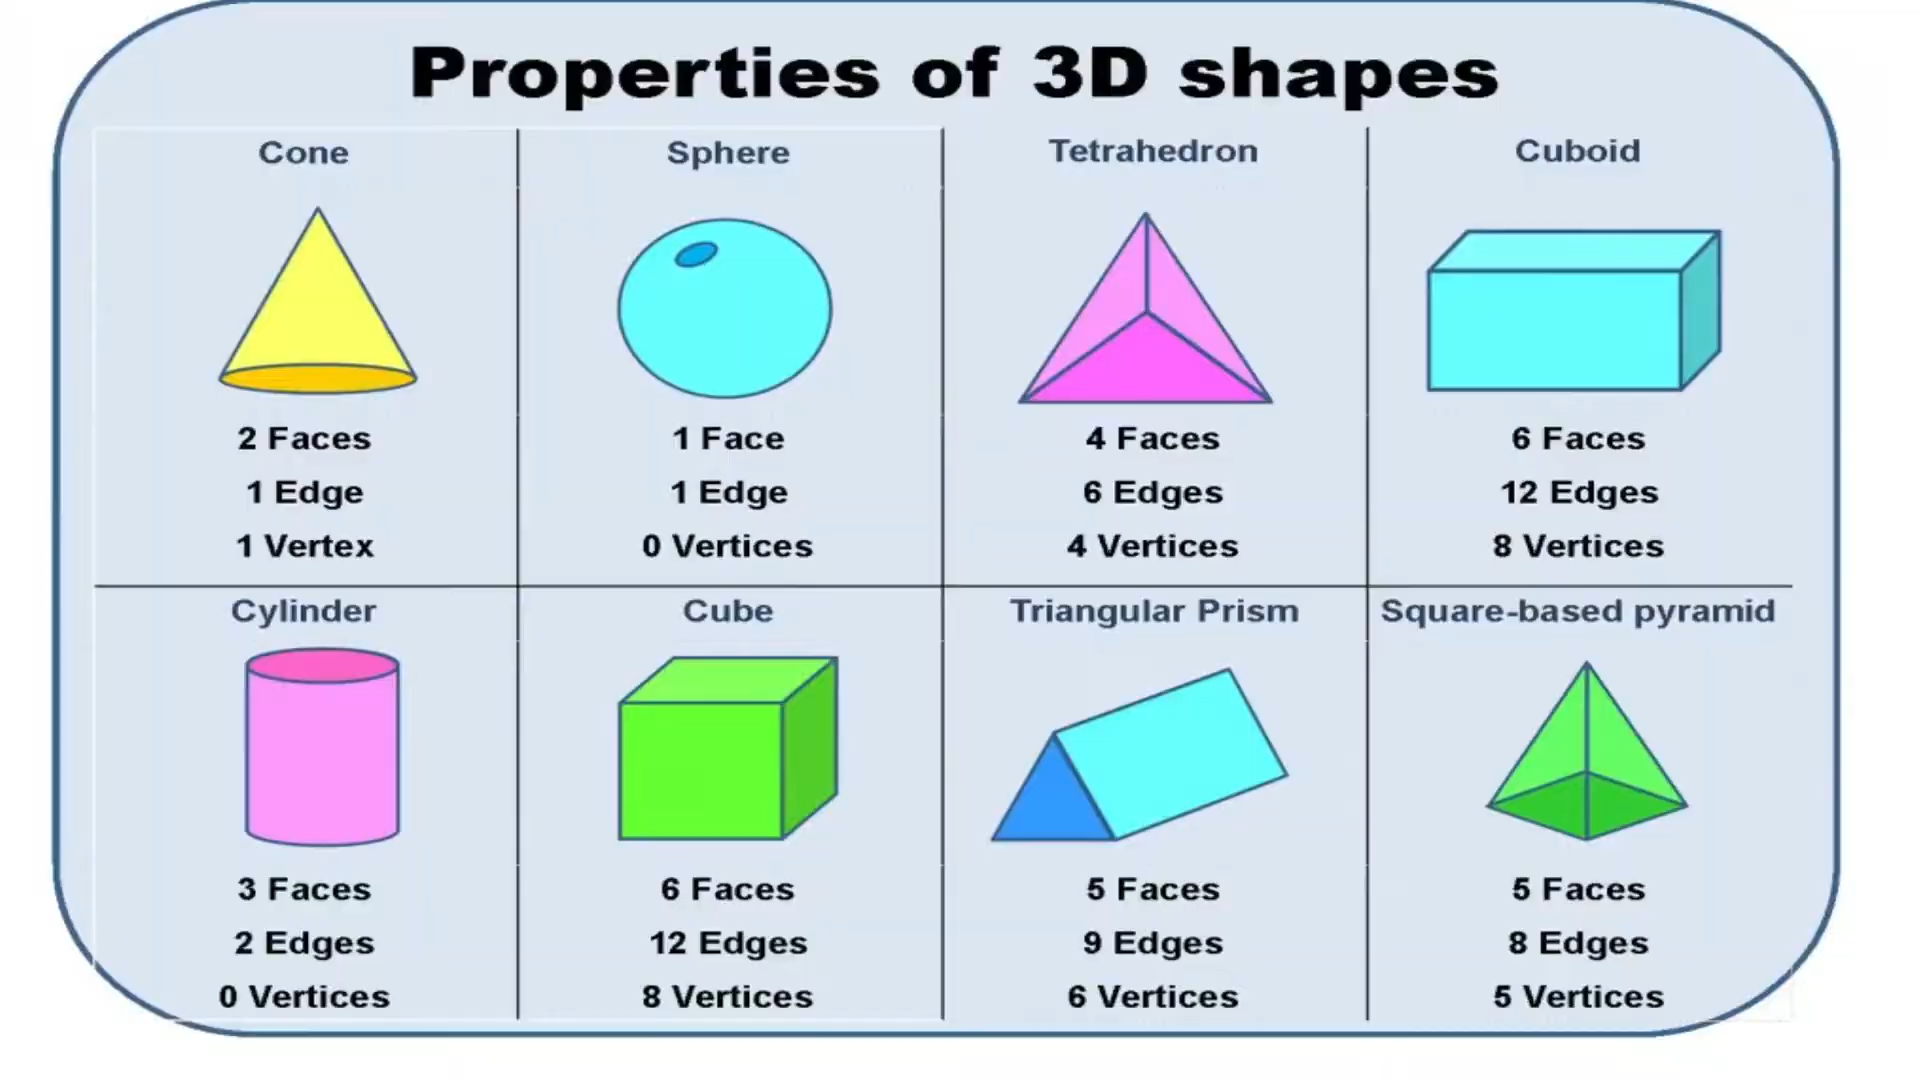 Properties of 3D shapes
Cone
2 Faces
1 Edge
1 Vertex
Sphere
1 Face
1 Edge
0 Vertices
Tetrahedron
4 Faces
6 Edges
4 Vertices
Cuboid
6 Faces
12 Edges
8 Vertices
Cylinder
3 Faces
2 Edges
0 Vertices
Cube
6 Faces
12 Edges
8 Vertices
Triangular Prism
5 Faces
9 Edges
6 Vertices
Square-based pyramid
5 Faces
8 Edges
5 Vertices